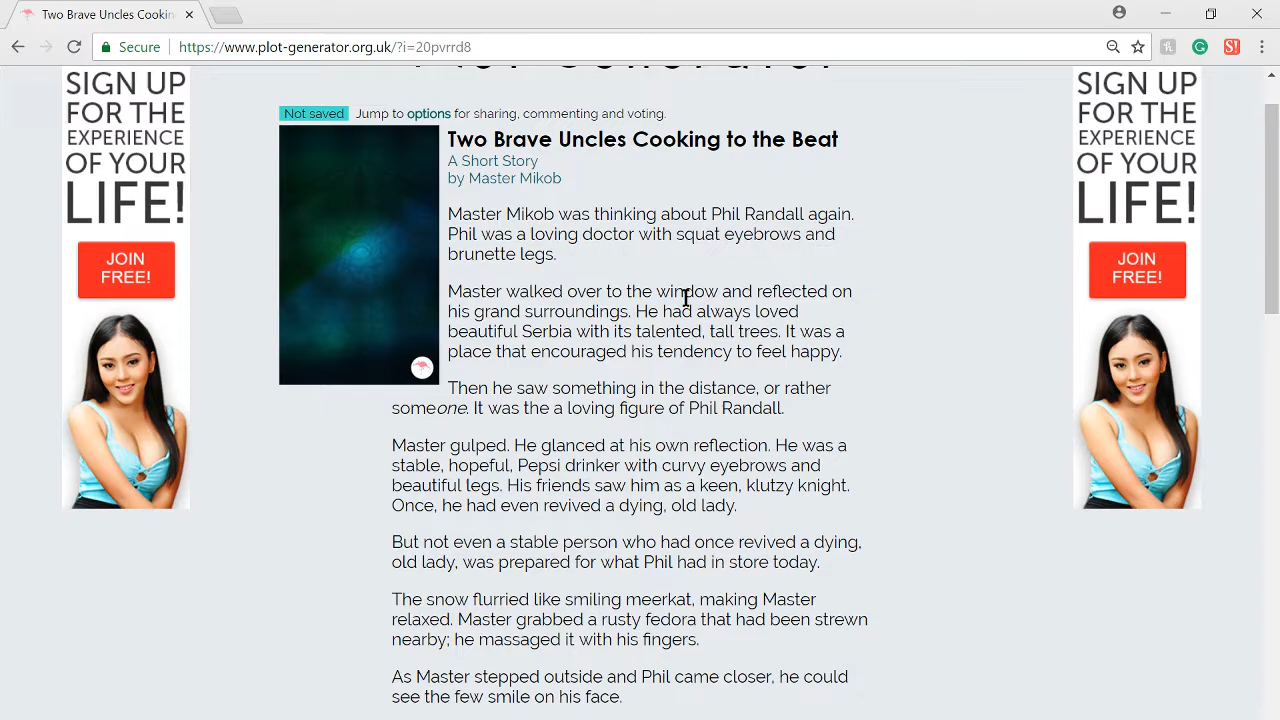 Two Brave Uncles Cookin
Secure https://www.plot-generator.org.uk/?i=20pvrrd8
SIGN UP
FOR THE
EXPERIENCE
OF YOUR
LIFE!
JOIN
FREE!
Not saved Jump to options for sharing, commenting and voting.
Two Brave Uncles Cooking to the Beat
A Short Story
by Master Mikob
Master Mikob was thinking about Phil Randall again.
Phil was a loving doctor with squat eyebrows and
brunette legs.
Master walked over to the window and reflected on
his grand surroundings. He had always loved
beautiful Serbia with its talented, tall trees. It was a
place that encouraged his tendency to feel happy.
Then he saw something in the distance, or rather
someone. It was the a loving figure of Phil Randall.
Master gulped. He glanced at his own reflection. He was a
stable, hopeful, Pepsi drinker with curvy eyebrows and
beautiful legs. His friends saw him as a keen, klutzy knight.
Once, he had even revived a dying, old lady.
But not even a stable person who had once revived a dying,
old lady, was prepared for what Phil had in store today.
The snow flurried like smiling meerkat, making Master
relaxed. Master grabbed a rusty fedora that had been strewn
nearby; he massaged it with his fingers.
As Master stepped outside and Phil came closer, he could
see the few smile on his face.
SIGN UP
FOR THE
EXPERIENCE
OF YOUR
LIFE!
JOIN
FREE!